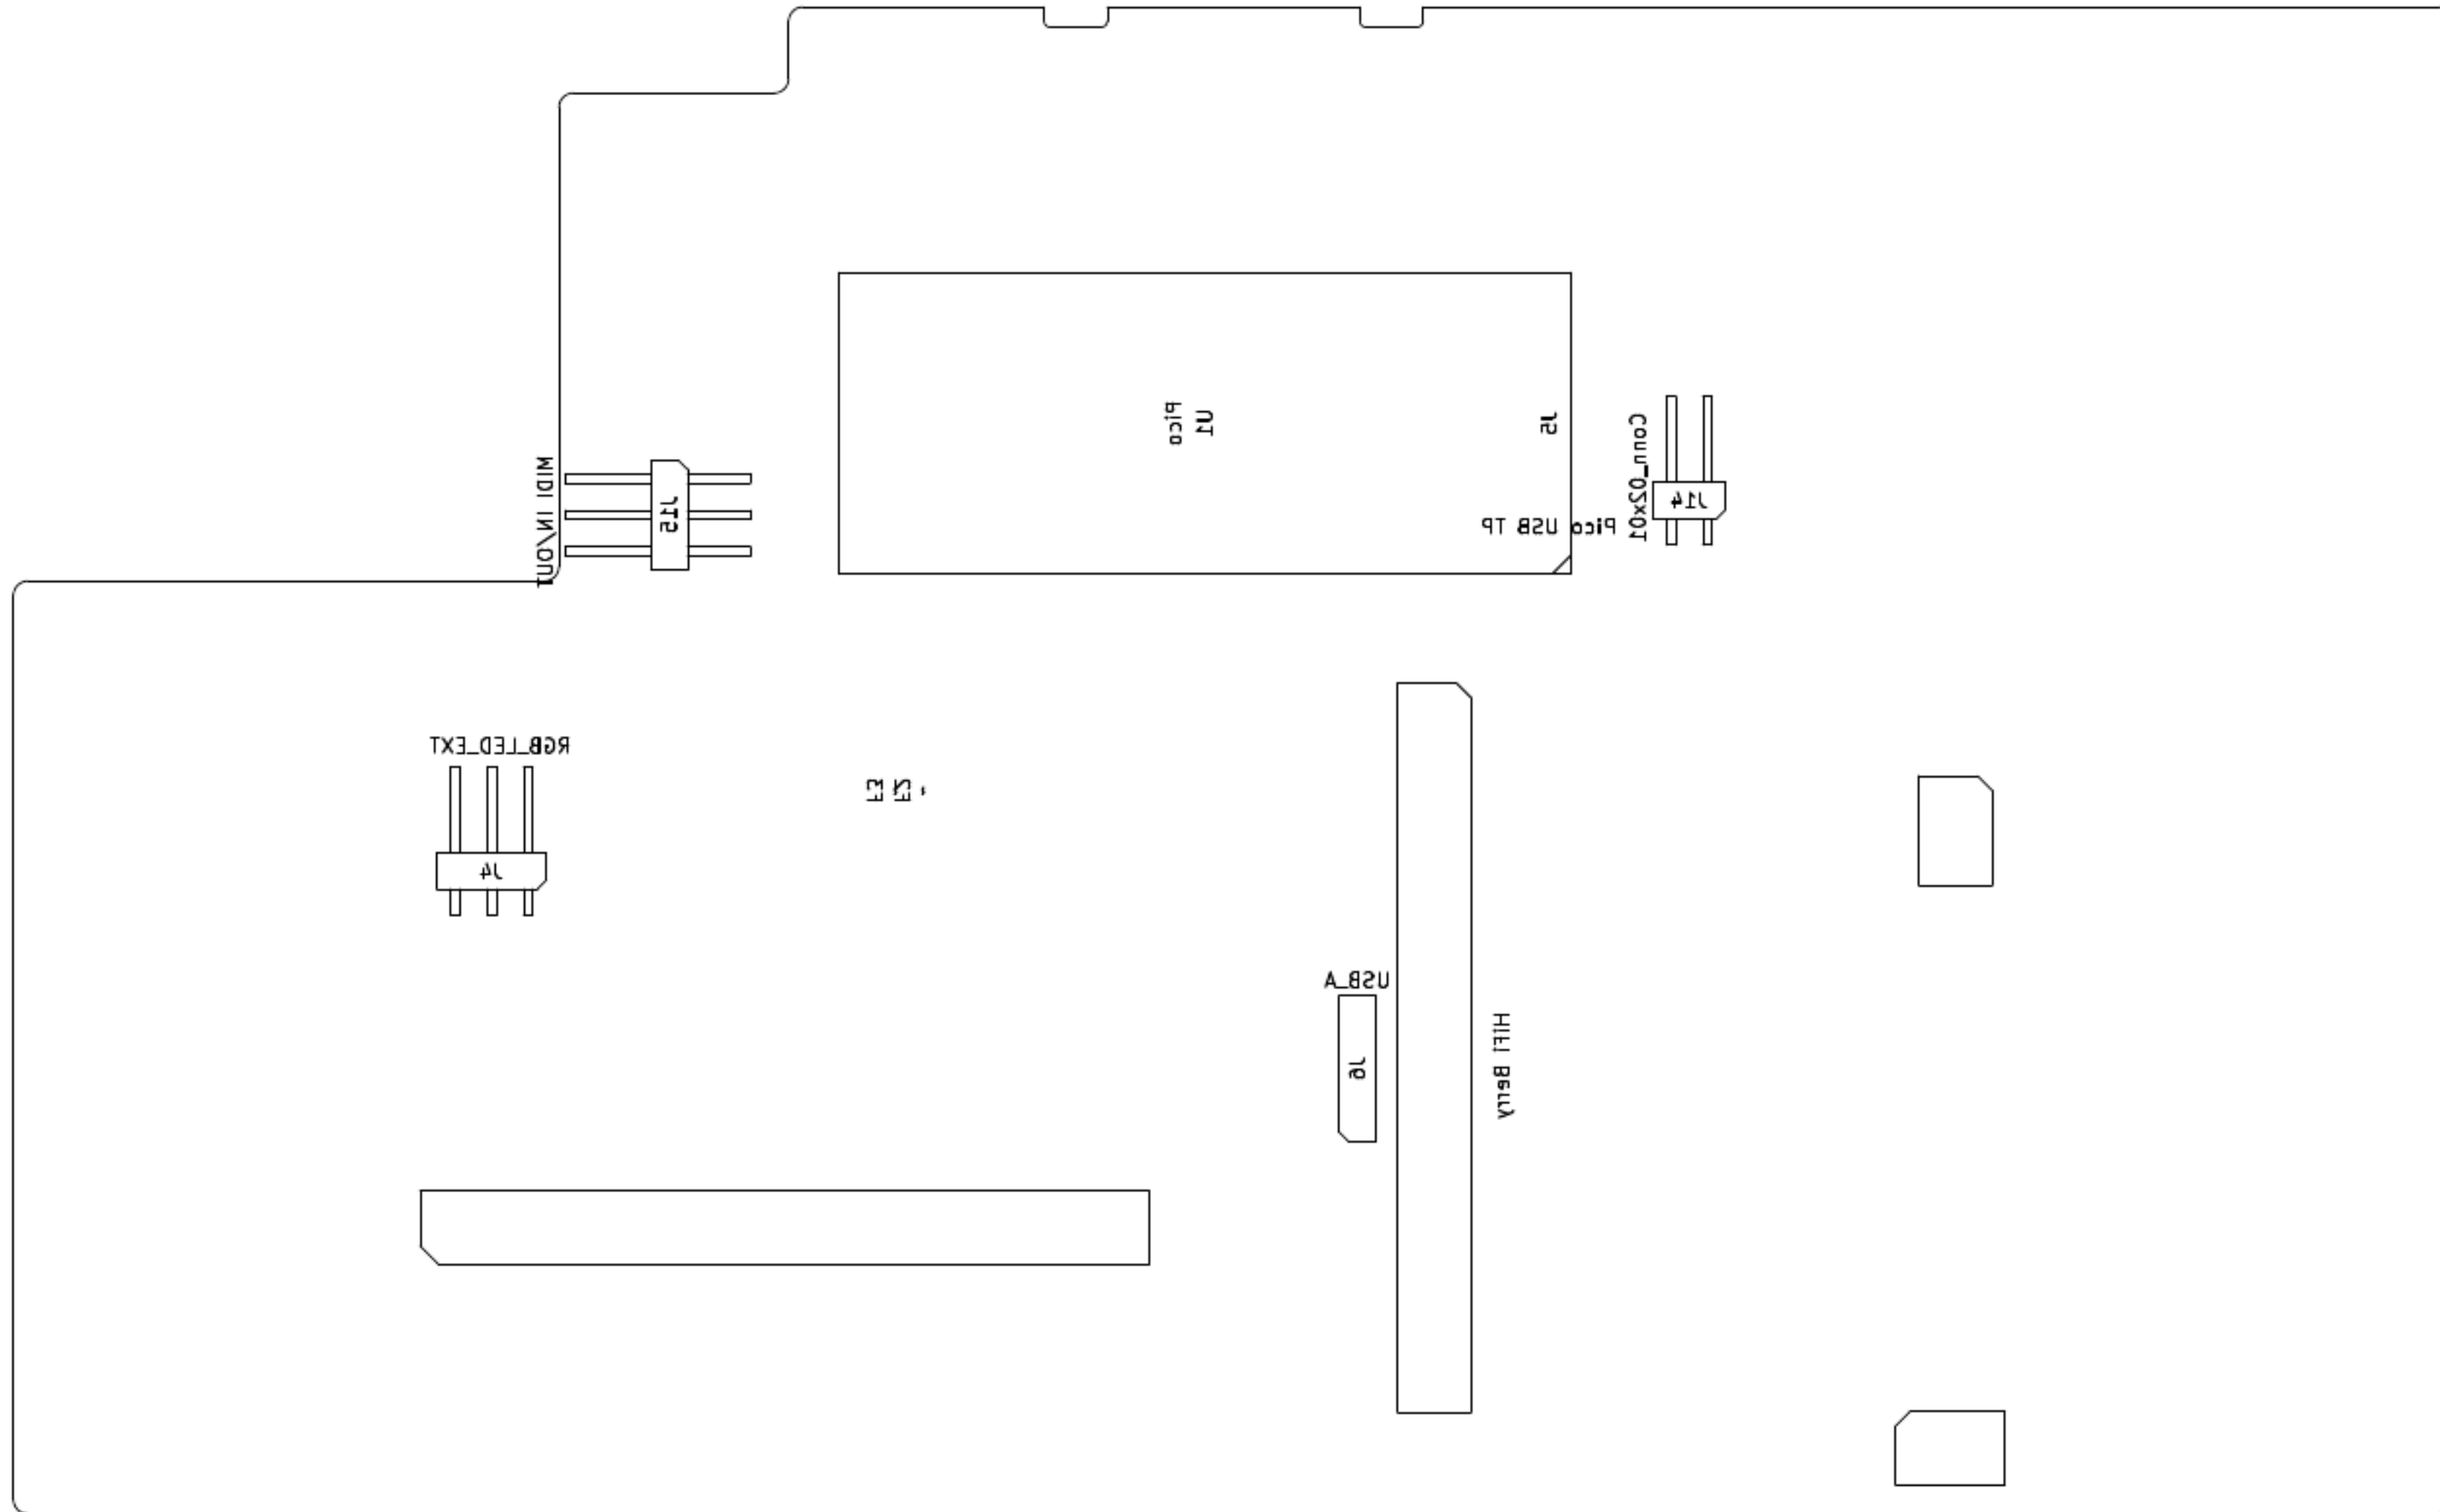 U1
Pico
J5
Conn_02x01
MIDI IN/OUT
J15
J14
Pico USB TP
RGB_LED_EXT
J4
USB_A
J6
HiFi Berry